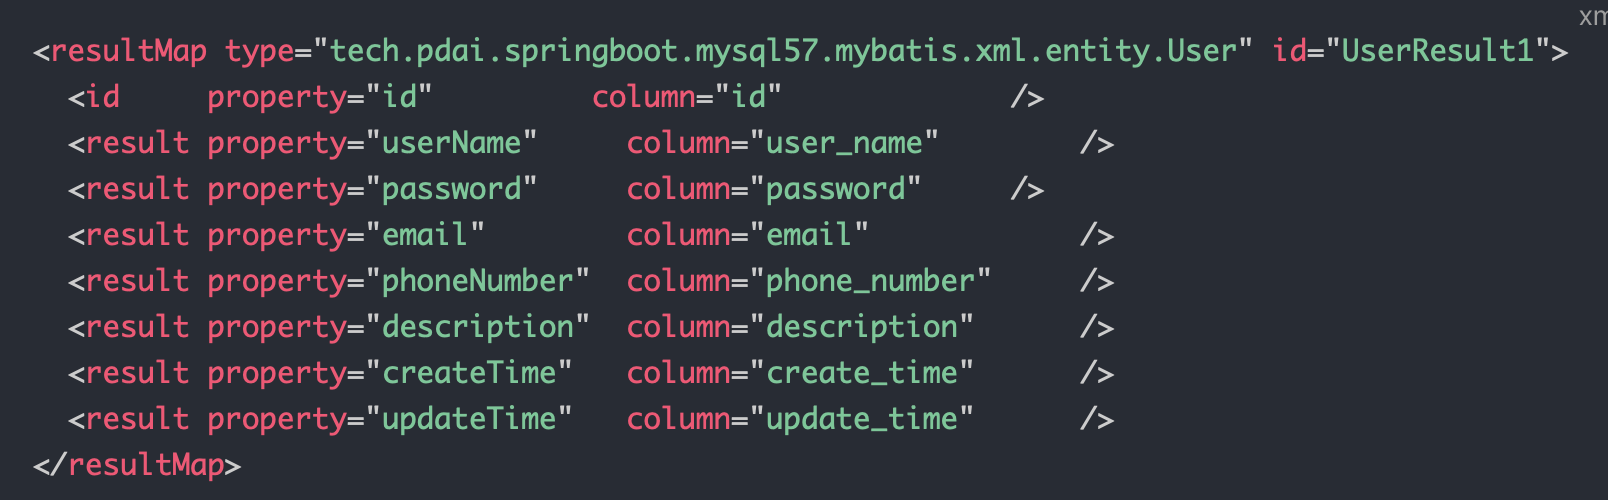 xm
<resultMap type="tech.pdai.springboot.mysql57.mybatis.xml.entity.User" id="UserResult1">
  <id     property="id"         column="id"             />
  <result property="userName"     column="user_name"        />
  <result property="password"     column="password"     />
  <result property="email"        column="email"            />
  <result property="phoneNumber"  column="phone_number"     />
  <result property="description"  column="description"      />
  <result property="createTime"   column="create_time"      />
  <result property="updateTime"   column="update_time"      />
</resultMap>